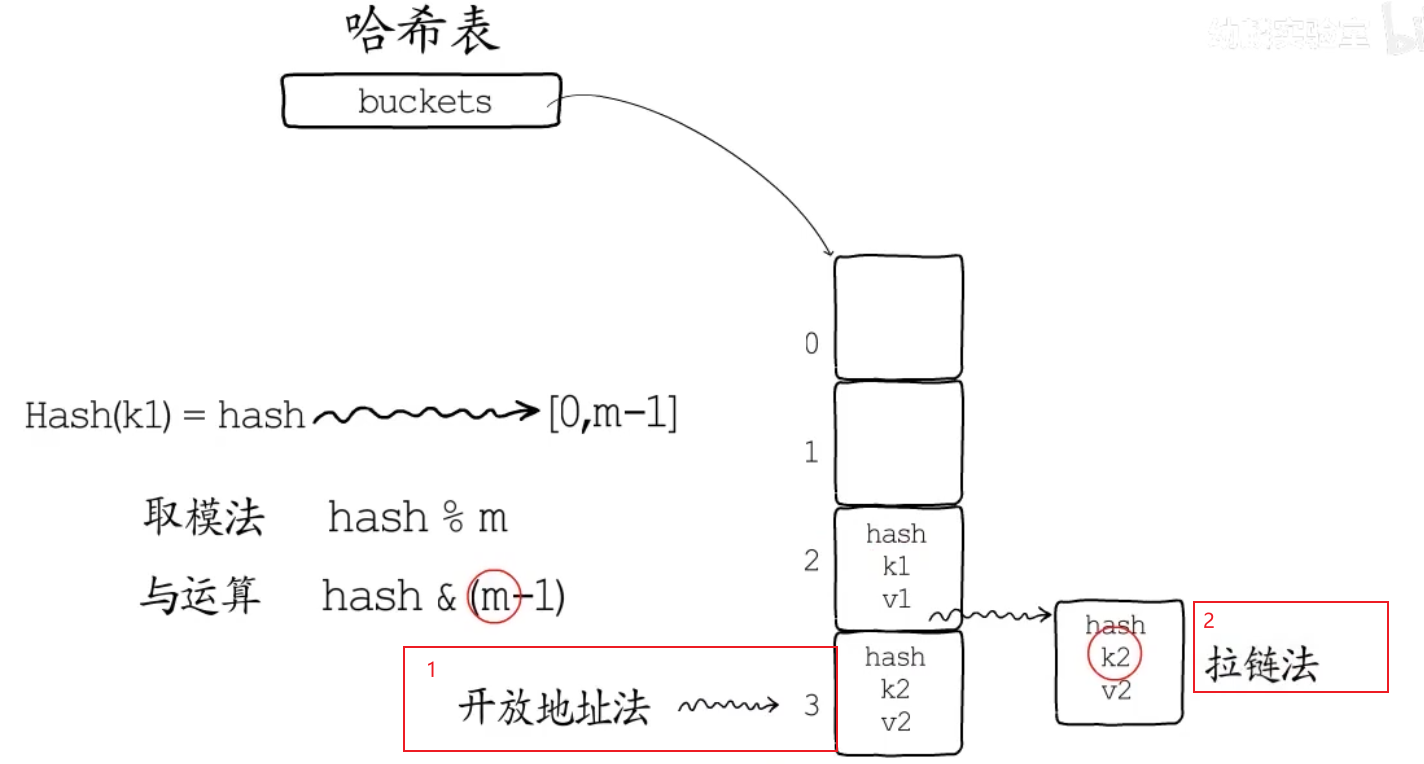 哈希表
幼麟实验室 bi
buckets
0
Hash(k1) = hash [0,m-1]
1
取模法 hash % m
hash
2 k1
v1
与运算 hash & (m-1)
hash
k2
v2
2
拉链法
1
开放地址法 3
hash
k2
v2